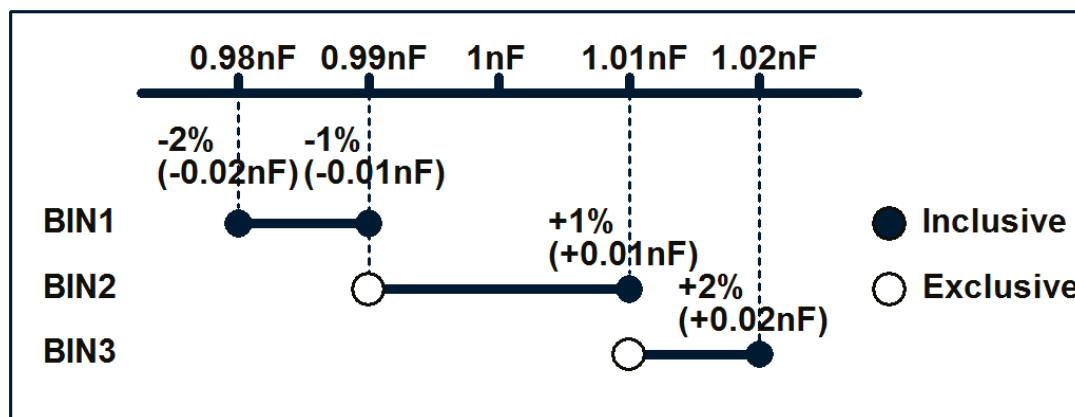 0.98nF 0.99nF 1nF 1.01nF 1.02nF
-2% -1%
(-0.02nF) (-0.01nF)
BIN1 +1% Inclusive
(+0.01nF)
BIN2 +2% Exclusive
(+0.02nF)
BIN3